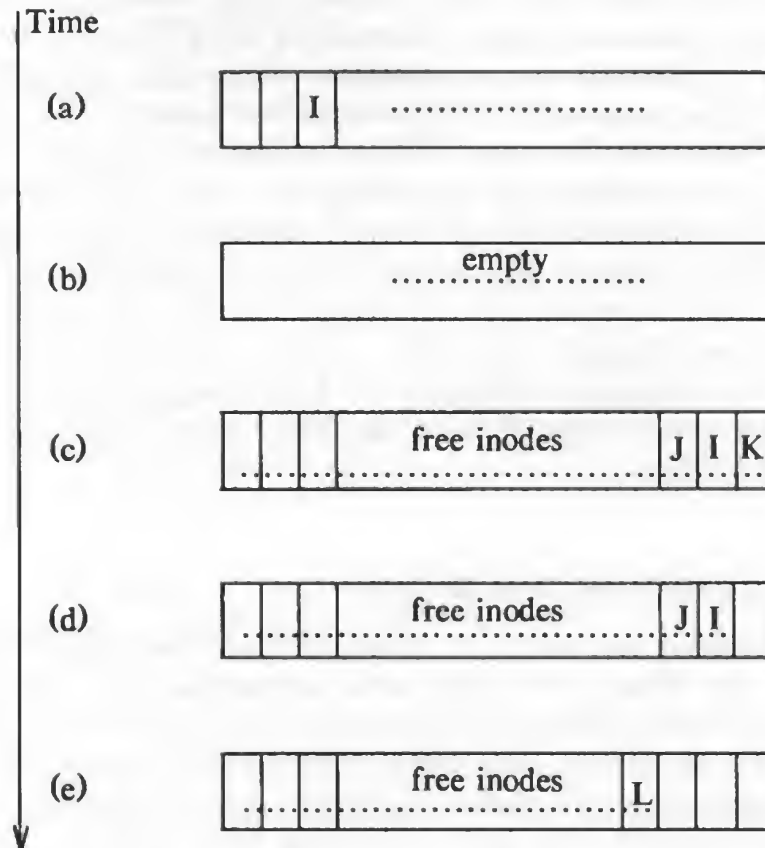 Time
(a) I ..........................
(b) empty
..........................
(c) free inodes J I K
(d) free inodes J I
(e) free inodes L